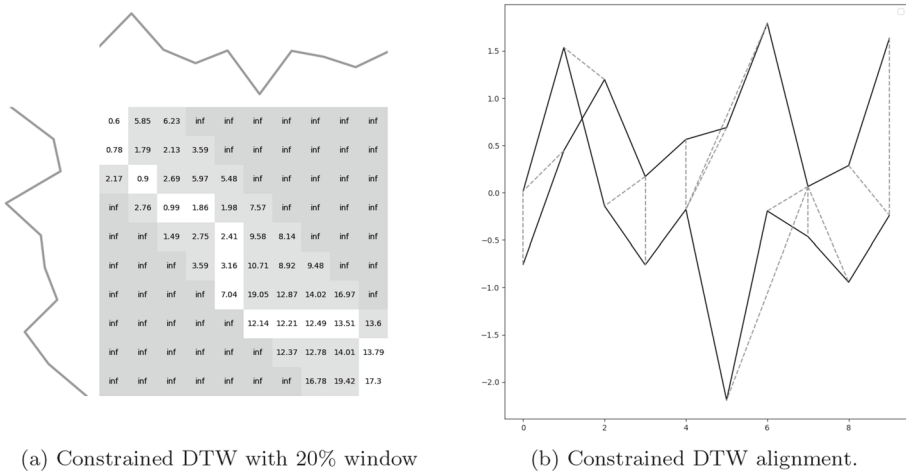 0.6 5.85 6.23 inf inf inf inf inf inf
0.78 1.79 2.13 3.59 inf inf inf inf inf
2.17 0.9 2.69 5.97 5.48 inf inf inf inf
inf 2.76 0.99 1.86 1.98 7.57 inf inf inf
inf inf 1.49 2.75 2.41 9.58 8.14 inf inf
inf inf inf 3.59 3.16 10.71 8.92 9.48 inf inf
inf inf inf inf 7.04 19.05 12.87 14.02 16.97 inf
inf inf inf inf inf 12.14 12.21 12.49 13.51 13.6
inf inf inf inf inf inf 12.37 12.78 14.01 13.79
inf inf inf inf inf inf 16.78 19.42 17.3
1.5
1.0
0.5
0.0
−0.5
−1.0
−1.5
−2.0
0 2 4 6 8
(a) Constrained DTW with 20% window
(b) Constrained DTW alignment.